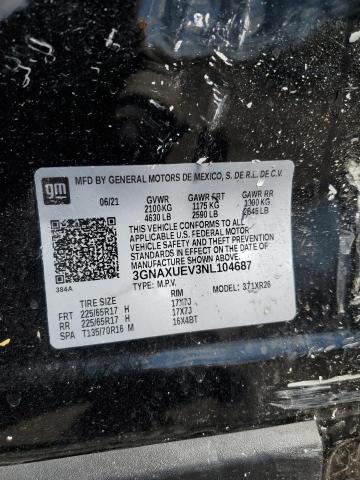 gm
MFD BY GENERAL MOTORS DE MEXICO, S. DE R.L. DE C.V.
06/21 GVWR GAWR FRT GAWR RR
2100 KG 1175 KG 1200 KG
4630 LB 2590 LB 2645 LB
THIS VEHICLE CONFORMS TO ALL
APPLICABLE U.S. FEDERAL MOTOR
VEHICLE SAFETY, BUMPER, AND THEFT
PREVENTION STANDARDS IN EFFECT ON THE
DATE OF MANUFACTURE SHOWN ABOVE.
3GNAXUEV3NL104687
384A TYPE: M.P.V. MODEL: 371XR26
TIRE SIZE RIM
FRT 225/65R17 H 17X7J
RR 225/65R17 H 17X7J
SPA T135/70R16 M 16X4BT